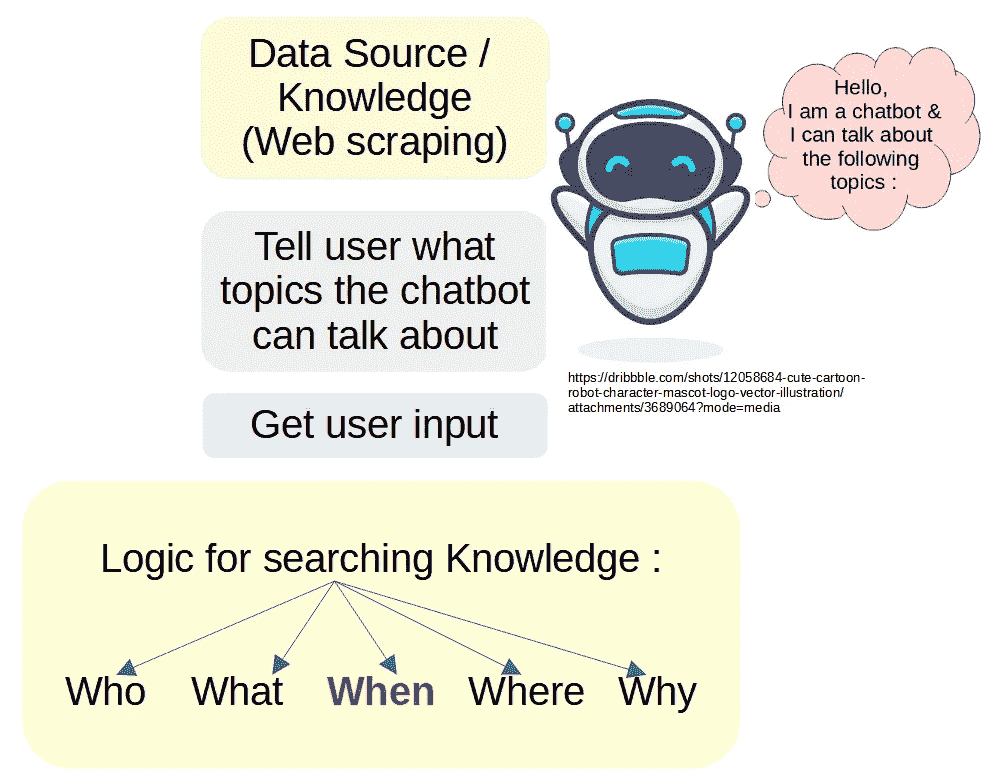 Data Source /
Knowledge
(Web scraping)
Hello,
I am a chatbot &
I can talk about
the following
topics :
Tell user what
topics the chatbot
can talk about
https://dribbble.com/shots/12058684-cute-cartoon-
robot-character-mascot-logo-vector-illustration/
attachments/3689064?mode=media
Get user input
Logic for searching Knowledge :
Who What When Where Why